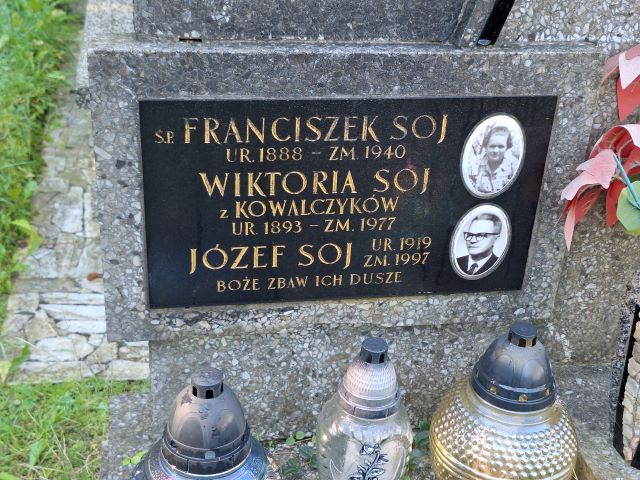 Ś.P. FRANCISZEK SOJ
UR. 1888 - ZM. 1940
WIKTORIA SOJ
z KOWALCZYKÓW
UR. 1893 - ZM. 1977
JÓZEF SOJ UR. 1919 ZM. 1997
BOŻE ZBAW ICH DUSZE